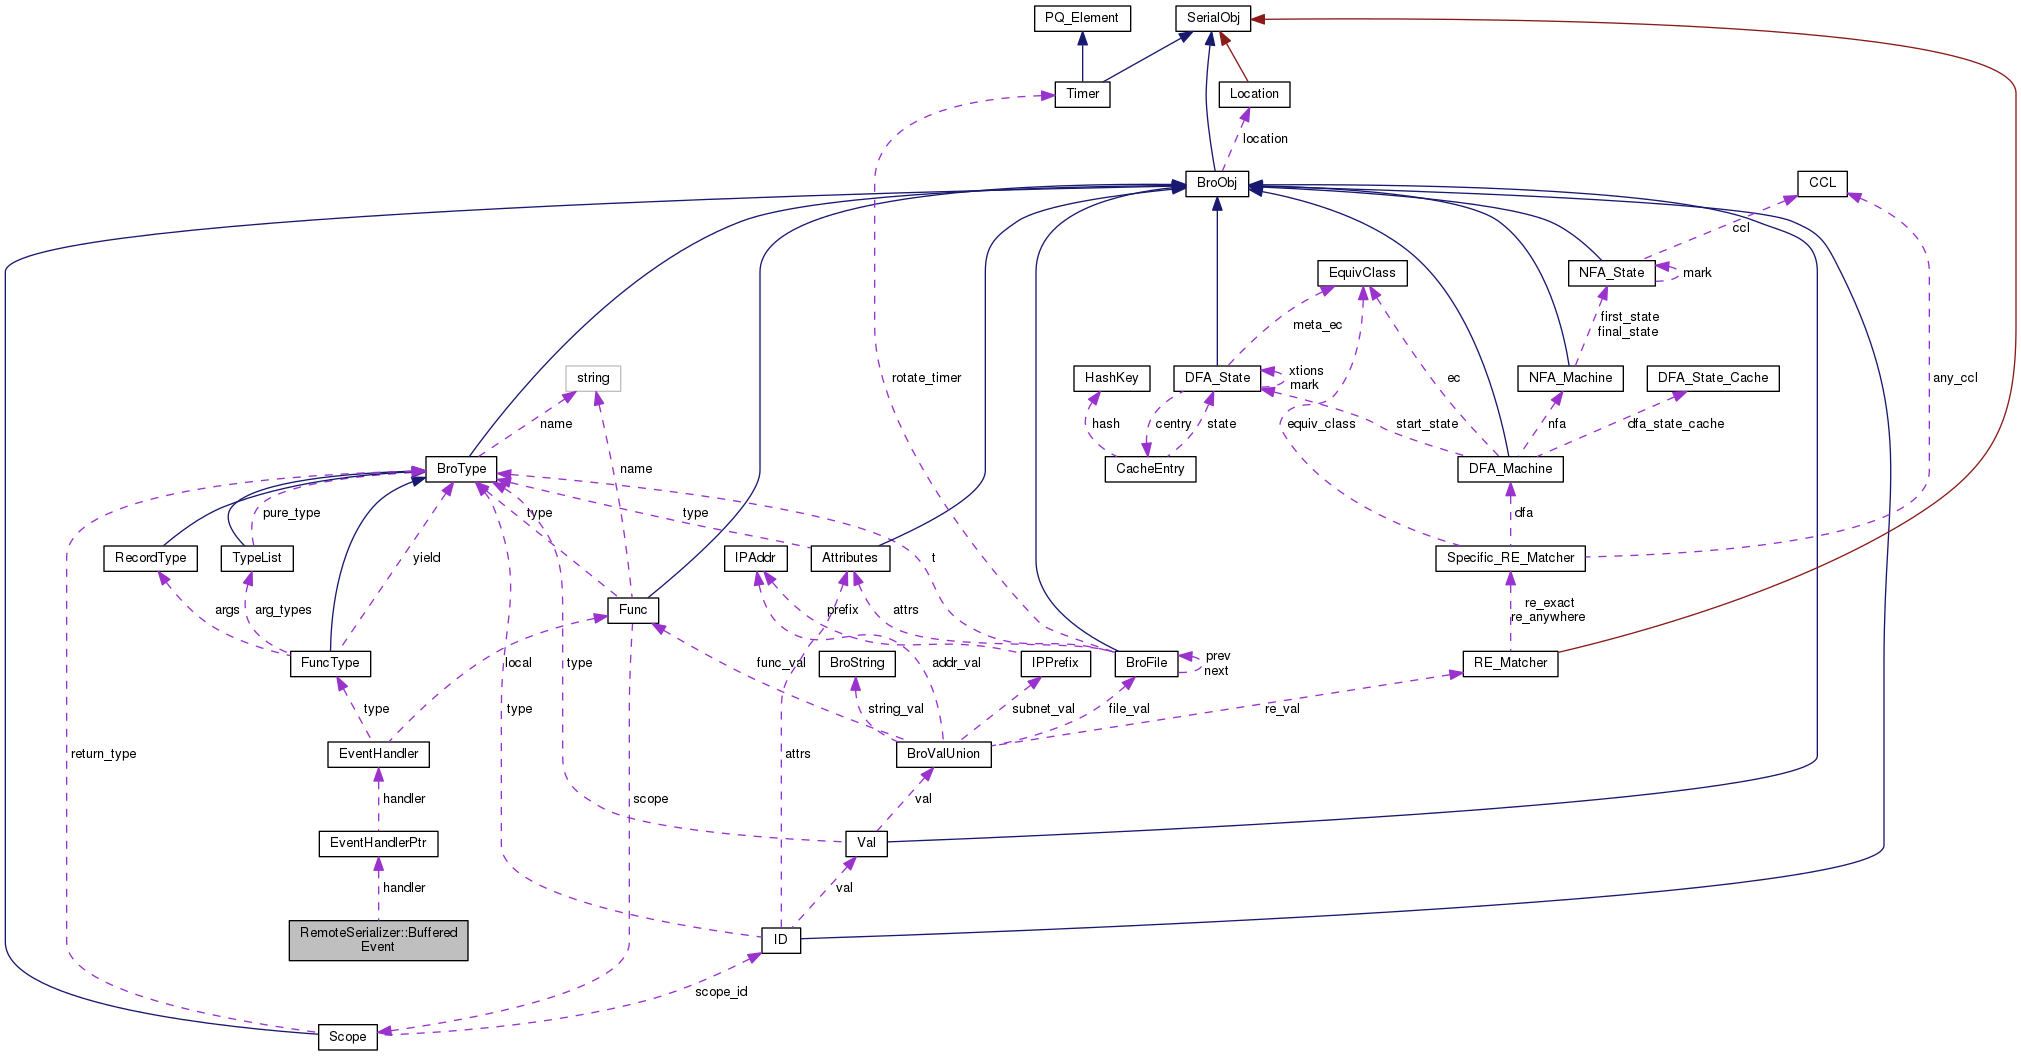 PQ_Element
SerialObj
Timer
Location
location
BroObj
CCL
ccl
EquivClass
NFA_State
mark
meta_ec
first_state
final_state
string
rotate_timer
HashKey
DFA_State
xtions
mark
ec
NFA_Machine
DFA_State_Cache
any_ccl
name
name
hash
centry
state
equiv_class
start_state
nfa
dfa_state_cache
BroType
CacheEntry
DFA_Machine
pure_type
type
type
dfa
RecordType
TypeList
yield
IPAddr
Attributes
t
Specific_RE_Matcher
args
arg_types
Func
prefix
attrs
re_exact
re_anywhere
FuncType
local
type
func_val
BroString
addr_val
IPPrefix
BroFile
prev
next
RE_Matcher
type
type
string_val
subnet_val
file_val
re_val
return_type
EventHandler
attrs
BroValUnion
handler
scope
val
EventHandlerPtr
Val
handler
val
RemoteSerializer::Buffered
Event
ID
scope_id
Scope